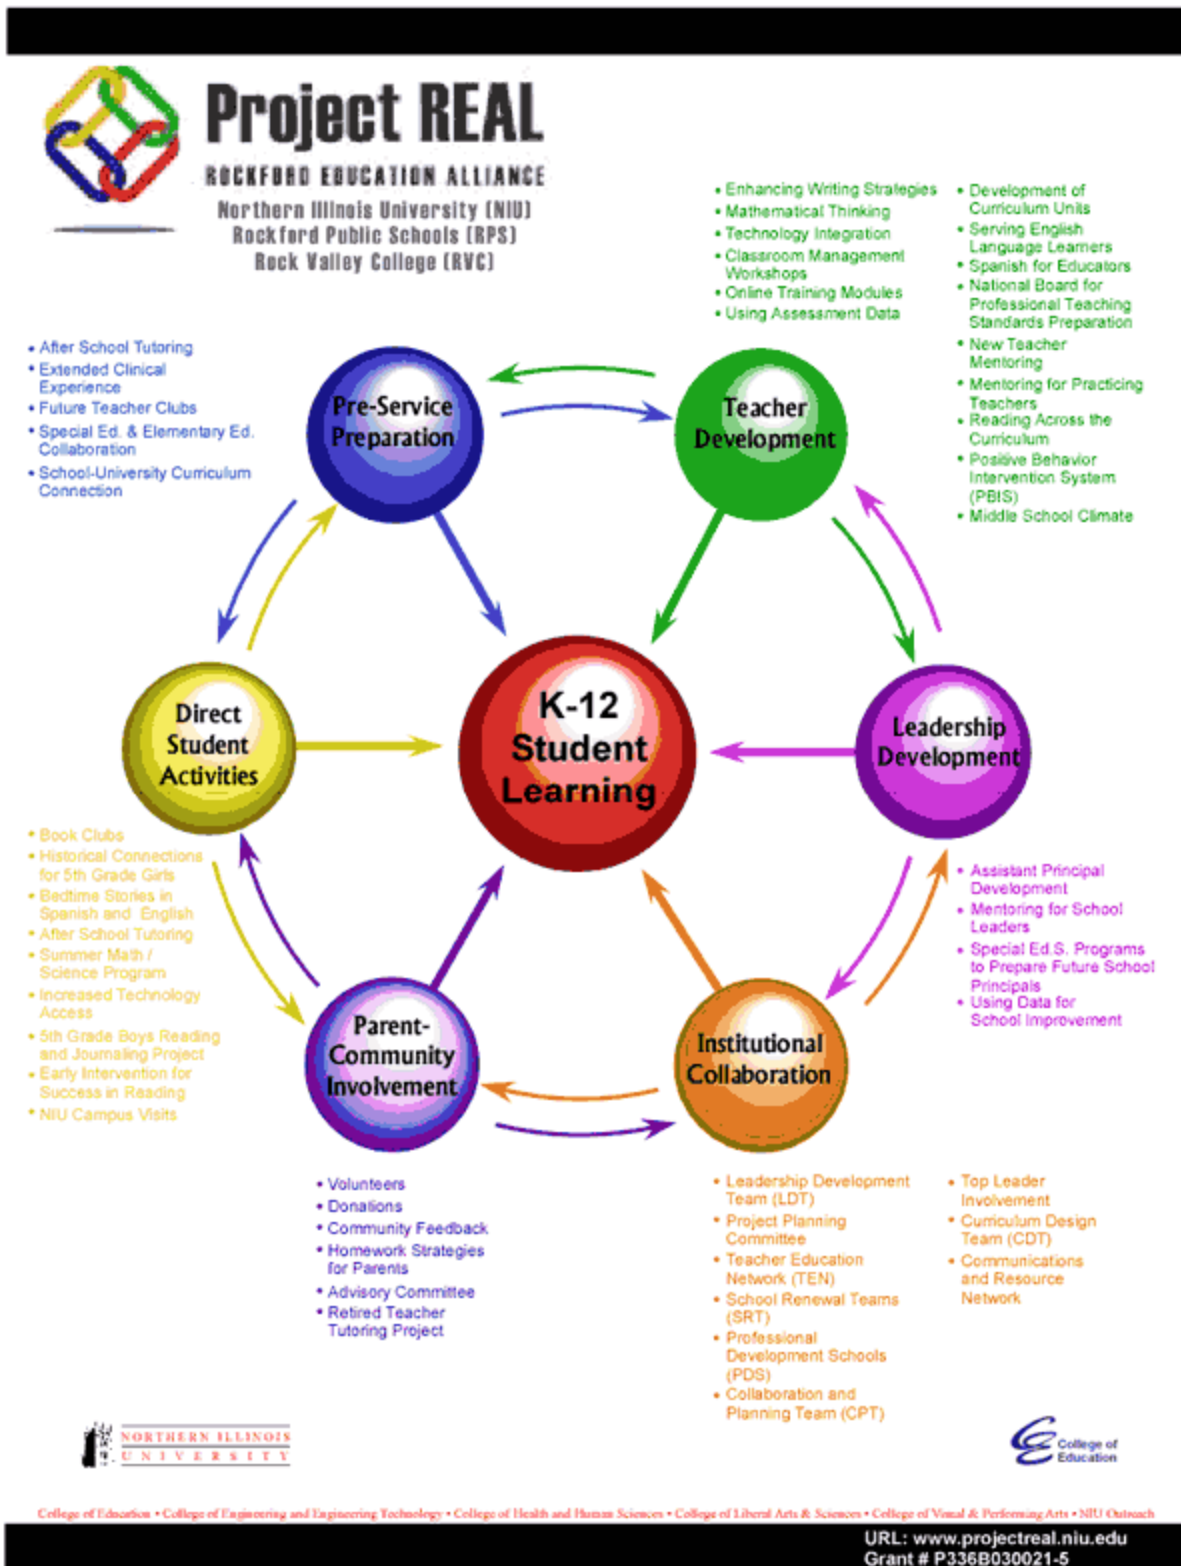 Project REAL
ROCKFORD EDUCATION ALLIANCE
Northern Illinois University (NIU)
Rockford Public Schools (RPS)
Rock Valley College (RVC)
• Enhancing Writing Strategies
• Mathematical Thinking
• Technology Integration
• Classroom Management
Workshops
• Online Training Modules
• Using Assessment Data
• Development of
Curriculum Units
• Serving English
Language Learners
• Spanish for Educators
• National Board for
Professional Teaching
Standards Preparation
• New Teacher
Mentoring
• Mentoring for Practicing
Teachers
• Reading Across the
Curriculum
• Positive Behavior
Intervention System
(PBIS)
• Middle School Climate
• After School Tutoring
• Extended Clinical
Experience
• Future Teacher Clubs
• Special Ed. & Elementary Ed.
Collaboration
• School-University Curriculum
Connection
Pre-Service
Preparation
Teacher
Development
Direct
Student
Activities
K-12
Student
Learning
Leadership
Development
• Book Clubs
• Historical Connections
for 5th Grade Girls
• Bedtime Stories in
Spanish and English
• After School Tutoring
• Summer Math /
Science Program
• Increased Technology
Access
• 5th Grade Boys Reading
and Journaling Project
• Early Intervention for
Success in Reading
• NIU Campus Visits
• Assistant Principal
Development
• Mentoring for School
Leaders
• Special Ed.S. Programs
to Prepare Future School
Principals
• Using Data for
School Improvement
Parent-
Community
Involvement
Institutional
Collaboration
• Volunteers
• Donations
• Community Feedback
• Homework Strategies
for Parents
• Advisory Committee
• Retired Teacher
Tutoring Project
• Leadership Development
Team (LDT)
• Project Planning
Committee
• Teacher Education
Network (TEN)
• School Renewal Teams
(SRT)
• Professional
Development Schools
(PDS)
• Collaboration and
Planning Team (CPT)
• Top Leader
Involvement
• Curriculum Design
Team (CDT)
• Communications
and Resource
Network
NORTHERN ILLINOIS
UNIVERSITY
College of
Education
College of Education • College of Engineering and Engineering Technology • College of Health and Human Sciences • College of Liberal Arts & Sciences • College of Visual & Performing Arts • NIU Outreach
URL: www.projectreal.niu.edu
Grant # P336B030021-5